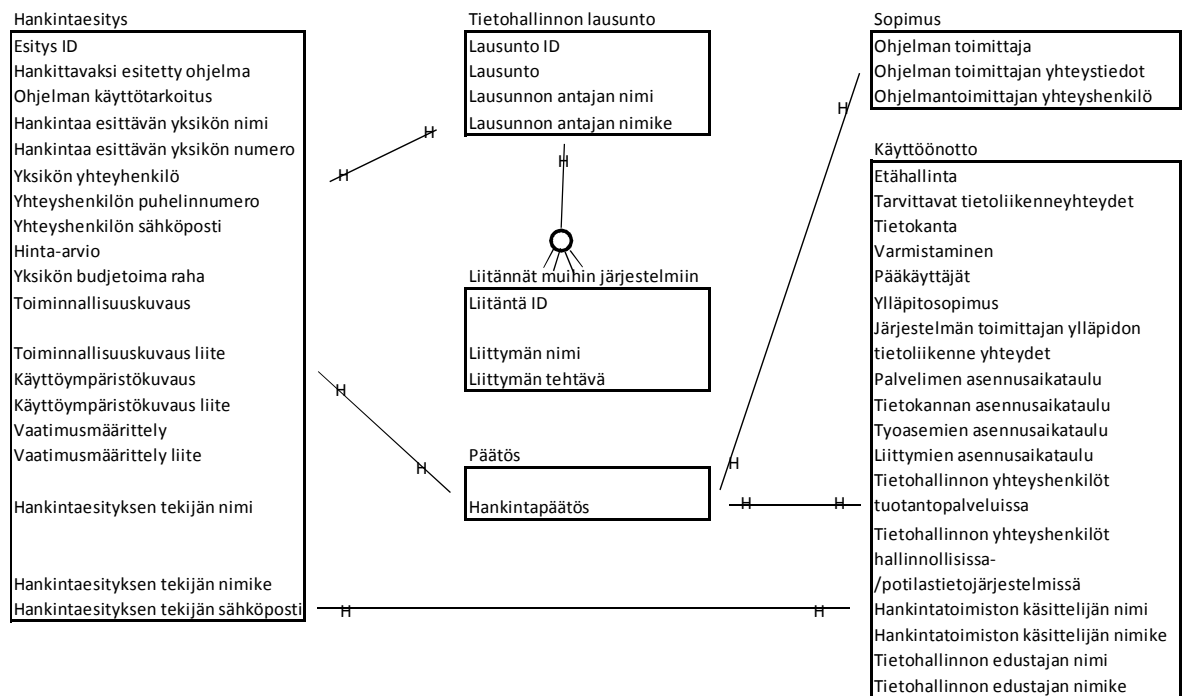 Hankintaesitys
Esitys ID
Hankittavaksi esitetty ohjelma
Ohjelman käyttötarkoitus
Hankintaa esittävän yksikön nimi
Hankintaa esittävän yksikön numero
Yksikön yhteyhenkilö
Yhteyshenkilön puhelinnumero
Yhteyshenkilön sähköposti
Hinta-arvio
Yksikön budjetoima raha
Toiminnallisuuskuvaus
Toiminnallisuuskuvaus liite
Käyttöympäristökuvaus
Käyttöympäristökuvaus liite
Vaatimusmäärittely
Vaatimusmäärittely liite
Hankintaesityksen tekijän nimi
Hankintaesityksen tekijän nimike
Hankintaesityksen tekijän sähköposti
Tietohallinnon lausunto
Lausunto ID
Lausunto
Lausunnon antajan nimi
Lausunnon antajan nimike
Liitännät muihin järjestelmiin
Liitäntä ID
Liittymän nimi
Liittymän tehtävä
Päätös
Hankintapäätös
Sopimus
Ohjelman toimittaja
Ohjelman toimittajan yhteystiedot
Ohjelmantoimittajan yhteyshenkilö
Käyttöönotto
Etähallinta
Tarvittavat tietoliikenneyhteydet
Tietokanta
Varmistaminen
Pääkäyttäjät
Ylläpitosopimus
Järjestelmän toimittajan ylläpidon
tietoliikenne yhteydet
Palvelimen asennusaikataulu
Tietokannan asennusaikataulu
Tyoasemien asennusaikataulu
Liittymien asennusaikataulu
Tietohallinnon yhteyshenkilöt
tuotantopalveluissa
Tietohallinnon yhteyshenkilöt
hallinnollisissa-
/potilastietojärjestelmissä
Hankintatoimiston käsittelijän nimi
Hankintatoimiston käsittelijän nimike
Tietohallinnon edustajan nimi
Tietohallinnon edustajan nimike